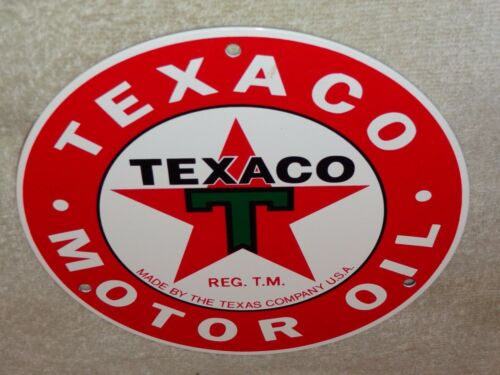 TEXACO
TEXACO
T
REG. T.M.
MADE BY THE TEXAS COMPANY U.S.A.
• MOTOR OIL •